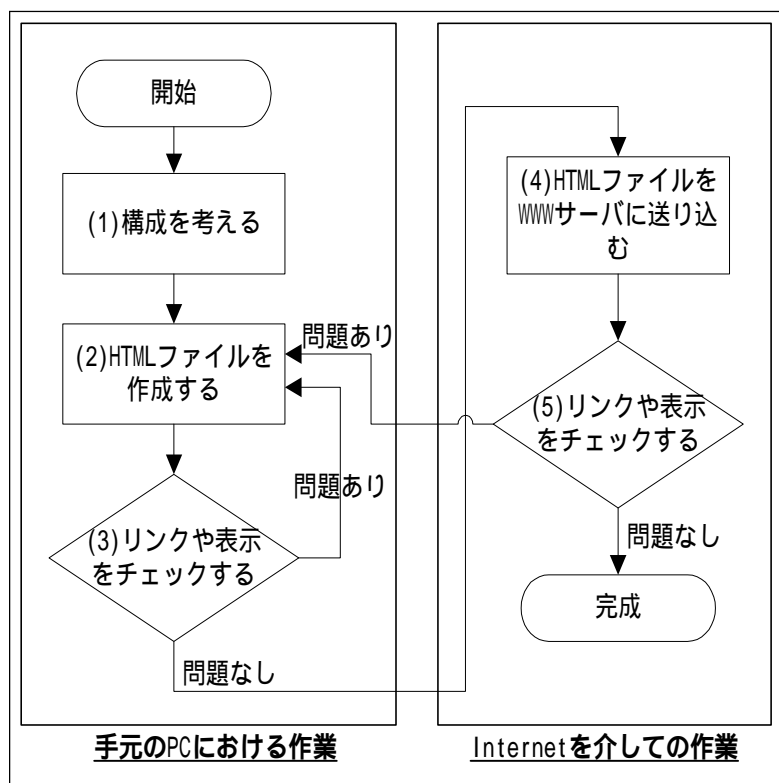 開始
(1)構成を考える
(2)HTMLファイルを
作成する
問題あり
問題あり
(3)リンクや表示
をチェックする
問題なし
手元のPCにおける作業
(4)HTMLファイルを
WWWサーバに送り込
む
(5)リンクや表示
をチェックする
問題なし
完成
Internetを介しての作業